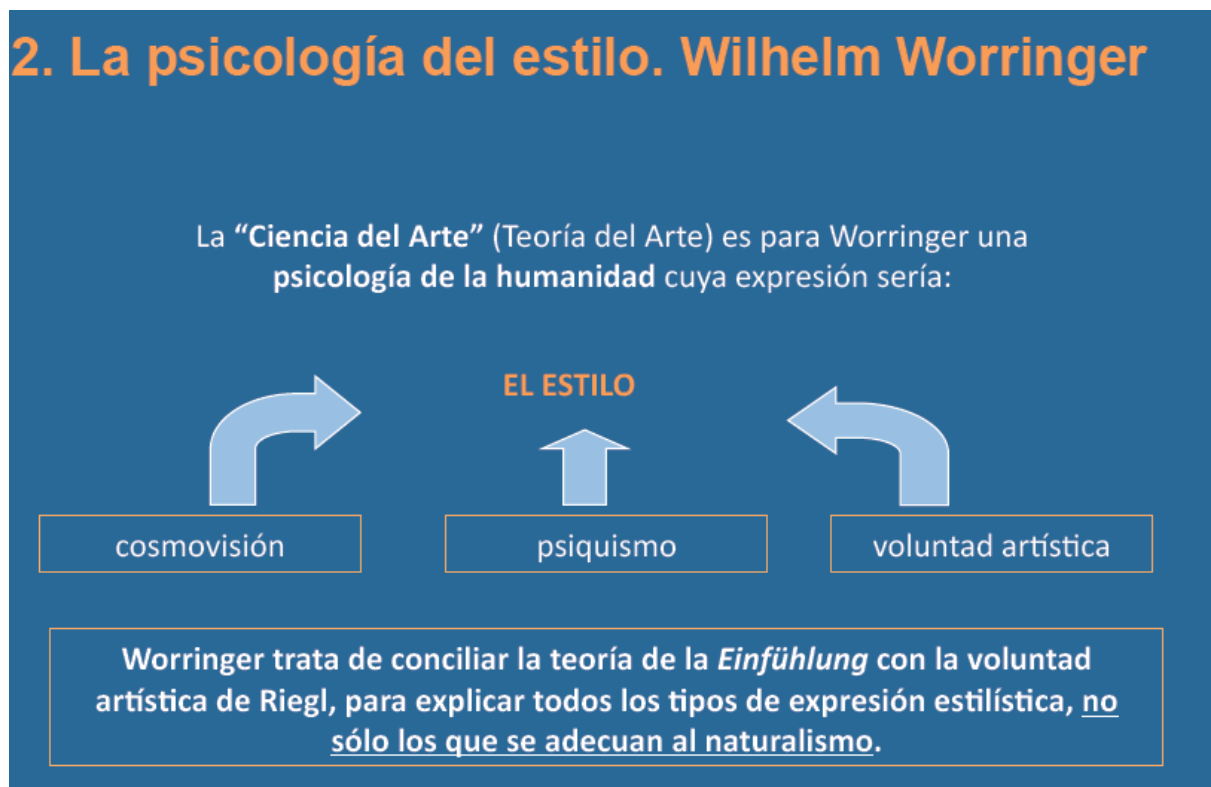 2. La psicología del estilo. Wilhelm Worringer
La “Ciencia del Arte” (Teoría del Arte) es para Worringer una
psicología de la humanidad cuya expresión sería:
EL ESTILO
cosmovisión
psiquismo
voluntad artística
Worringer trata de conciliar la teoría de la Einfühlung con la voluntad
artística de Riegl, para explicar todos los tipos de expresión estilística, no
sólo los que se adecuan al naturalismo.